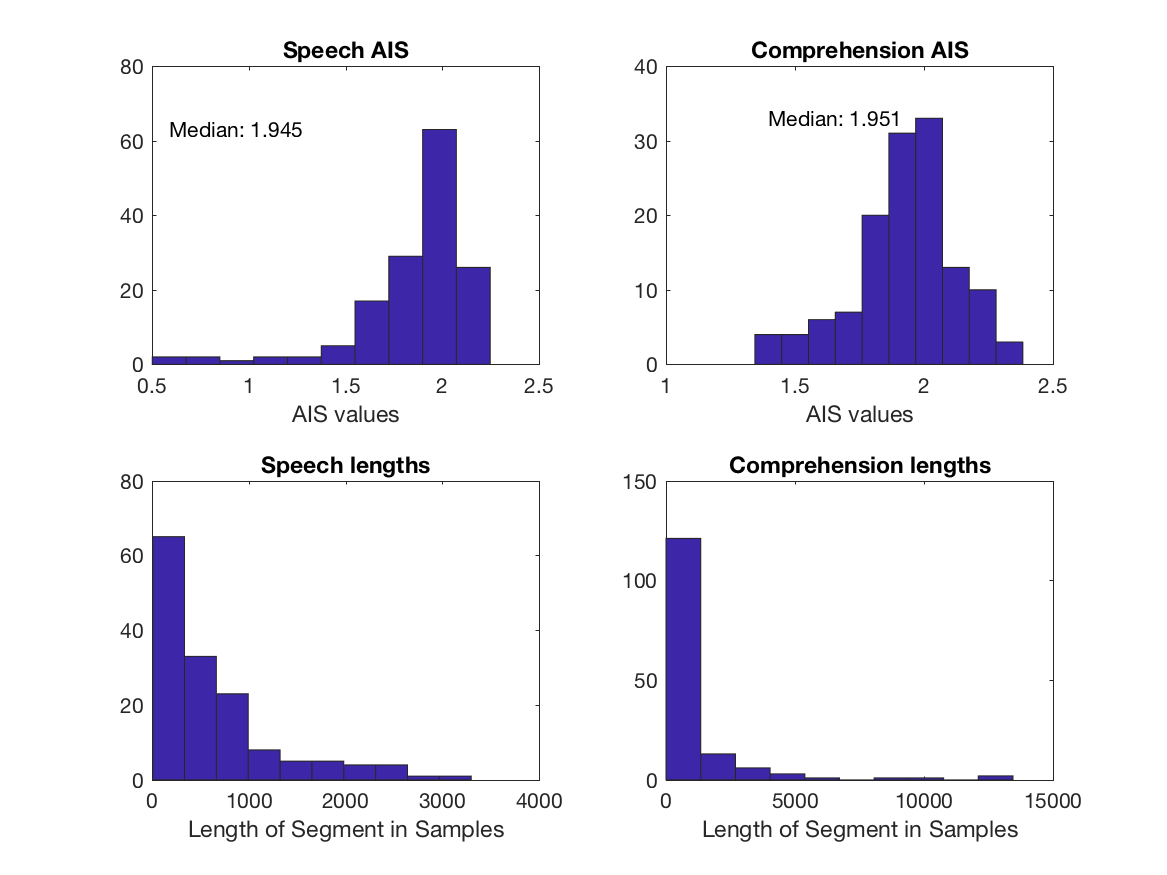 Speech AIS
80
60
40
20
0
Median: 1.945
0.5 1 1.5 2 2.5
AIS values
Comprehension AIS
40
30
20
10
0
Median: 1.951
1 1.5 2 2.5
AIS values
Speech lengths
80
60
40
20
0
0 1000 2000 3000 4000
Length of Segment in Samples
Comprehension lengths
150
100
50
0
0 5000 10000 15000
Length of Segment in Samples